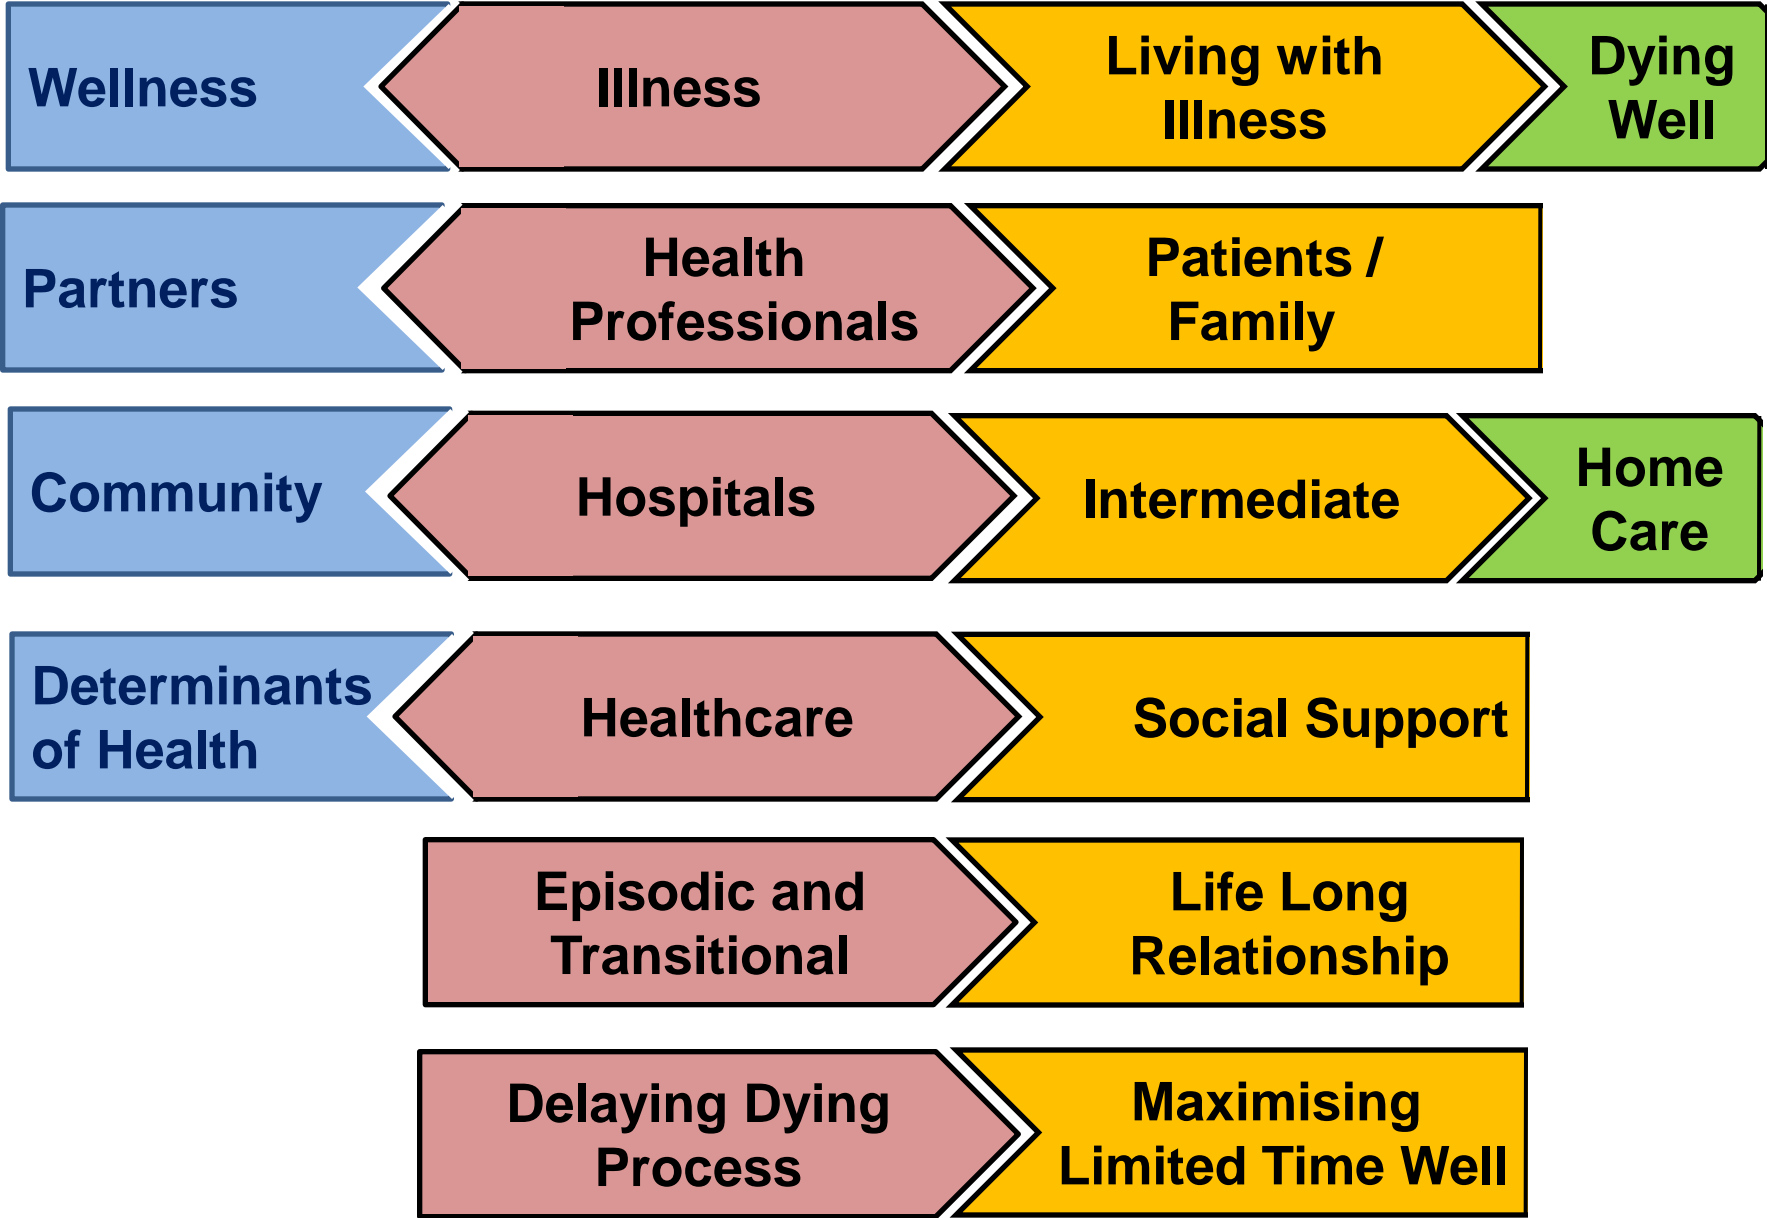 Wellness
Illness
Living with
Illness
Dying
Well
Partners
Health
Professionals
Patients /
Family
Community
Hospitals
Intermediate
Home
Care
Determinants
of Health
Healthcare
Social Support
Episodic and
Transitional
Life Long
Relationship
Delaying Dying
Process
Maximising
Limited Time Well